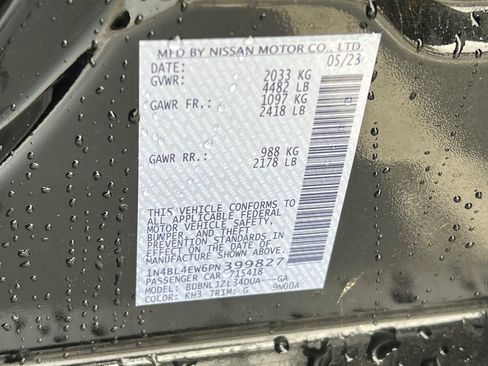 MFD BY NISSAN MOTOR CO., LTD.
DATE: 05/23
GVWR: 2033 KG
4482 LB
GAWR FR.: 1097 KG
2418 LB
GAWR RR.: 988 KG
2178 LB
THIS VEHICLE CONFORMS TO
ALL APPLICABLE FEDERAL
MOTOR VEHICLE SAFETY,
BUMPER, AND THEFT
PREVENTION STANDARDS IN
EFFECT ON THE DATE OF
MANUFACTURE SHOWN ABOVE.
1N4BL4EW6PN399827
PASSENGER CAR 715418
MODEL: BDBNLJZL34DUA---GA
COLOR: KH3 TRIM: G 9N00A